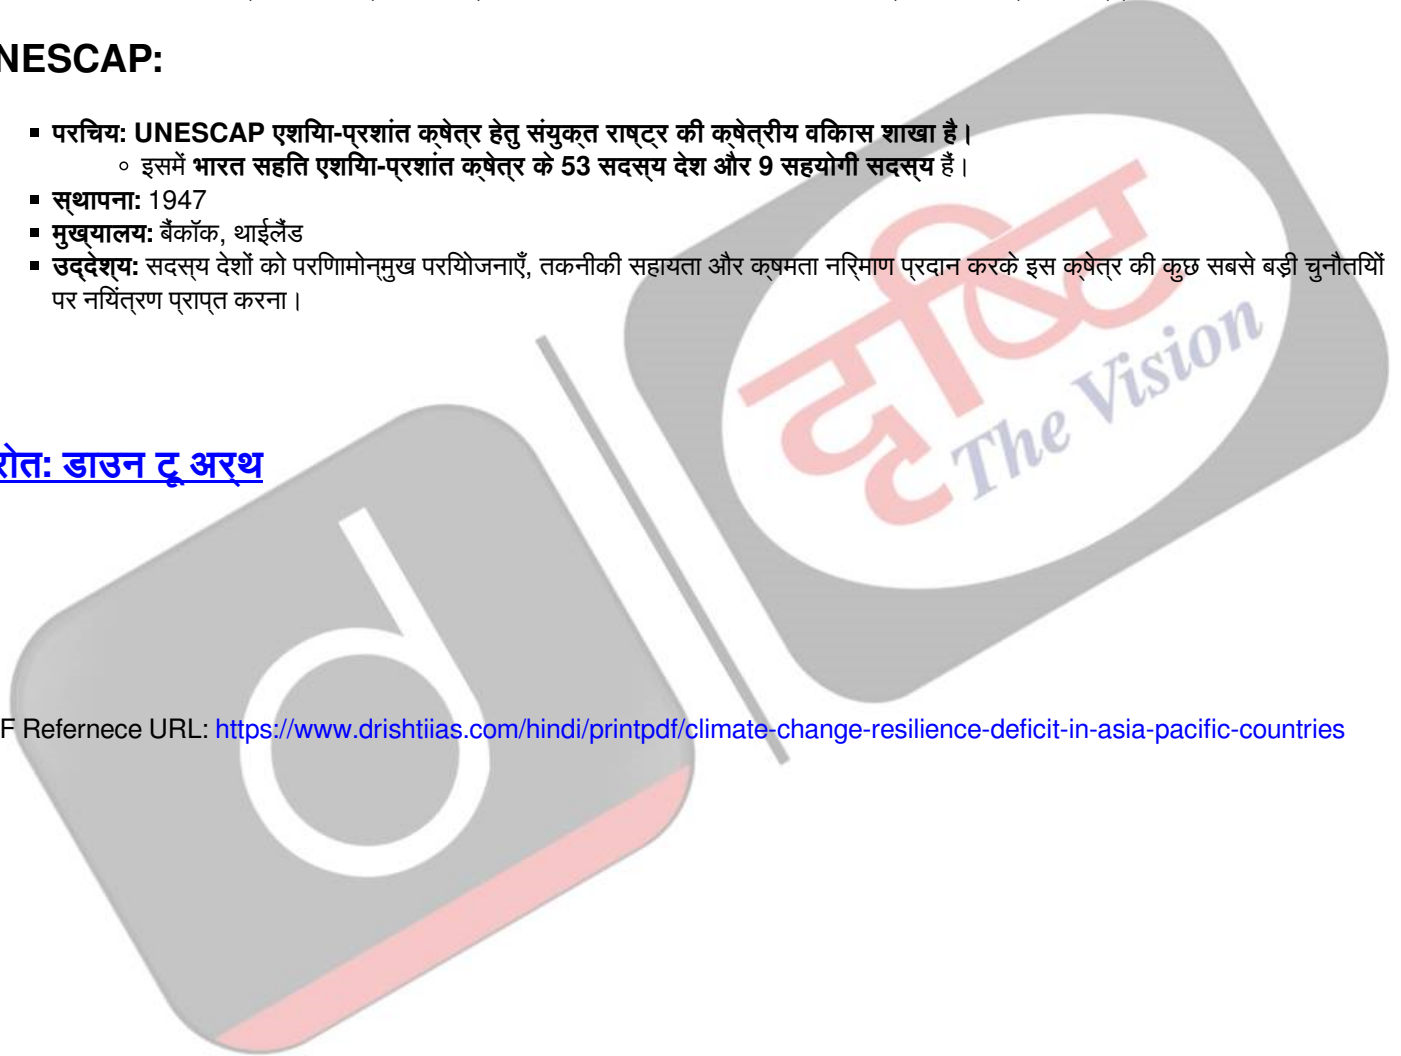 NESCAP:
परिचय: UNESCAP एशिया-प्रशांत क्षेत्र हेतु संयुक्त राष्ट्र की क्षेत्रीय विकास शाखा है।
इसमें भारत सहित एशिया-प्रशांत क्षेत्र के 53 सदस्य देश और 9 सहयोगी सदस्य हैं।
स्थापना: 1947
मुख्यालय: बैंकॉक, थाईलैंड
उद्देश्य: सदस्य देशों को परिणामोन्मुख परियोजनाएँ, तकनीकी सहायता और क्षमता निर्माण प्रदान करके इस क्षेत्र की कुछ सबसे बड़ी चुनौतियों
पर नियंत्रण प्राप्त करना।
दृष्टि
The Vision
रोत: डाउन टू अर्थ
d
F Refernece URL: https://www.drishtiias.com/hindi/printpdf/climate-change-resilience-deficit-in-asia-pacific-countries